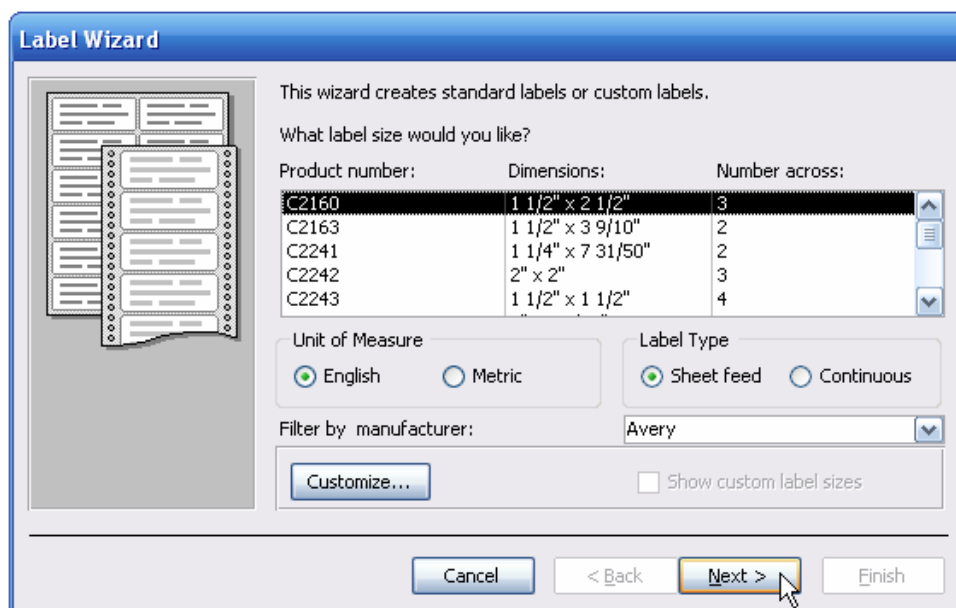 Label Wizard
This wizard creates standard labels or custom labels.
What label size would you like?
Product number: Dimensions: Number across:
C2160 1 1/2" x 2 1/2" 3
C2163 1 1/2" x 3 9/10" 2
C2241 1 1/4" x 7 31/50" 2
C2242 2" x 2" 3
C2243 1 1/2" x 1 1/2" 4
Unit of Measure Label Type
English Metric Sheet feed Continuous
Filter by manufacturer: Avery
Customize... Show custom label sizes
Cancel < Back Next > Finish